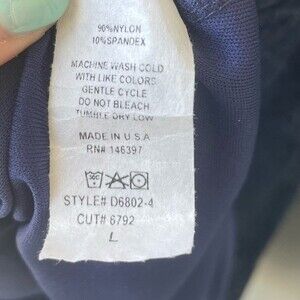 90%NYLON
10%SPANDEX
MACHINE WASH COLD
WITH LIKE COLORS
GENTLE CYCLE
DO NOT BLEACH
TUMBLE DRY LOW
MADE IN U.S.A
RN# 146397
STYLE# D6802-4
CUT# 6792
L